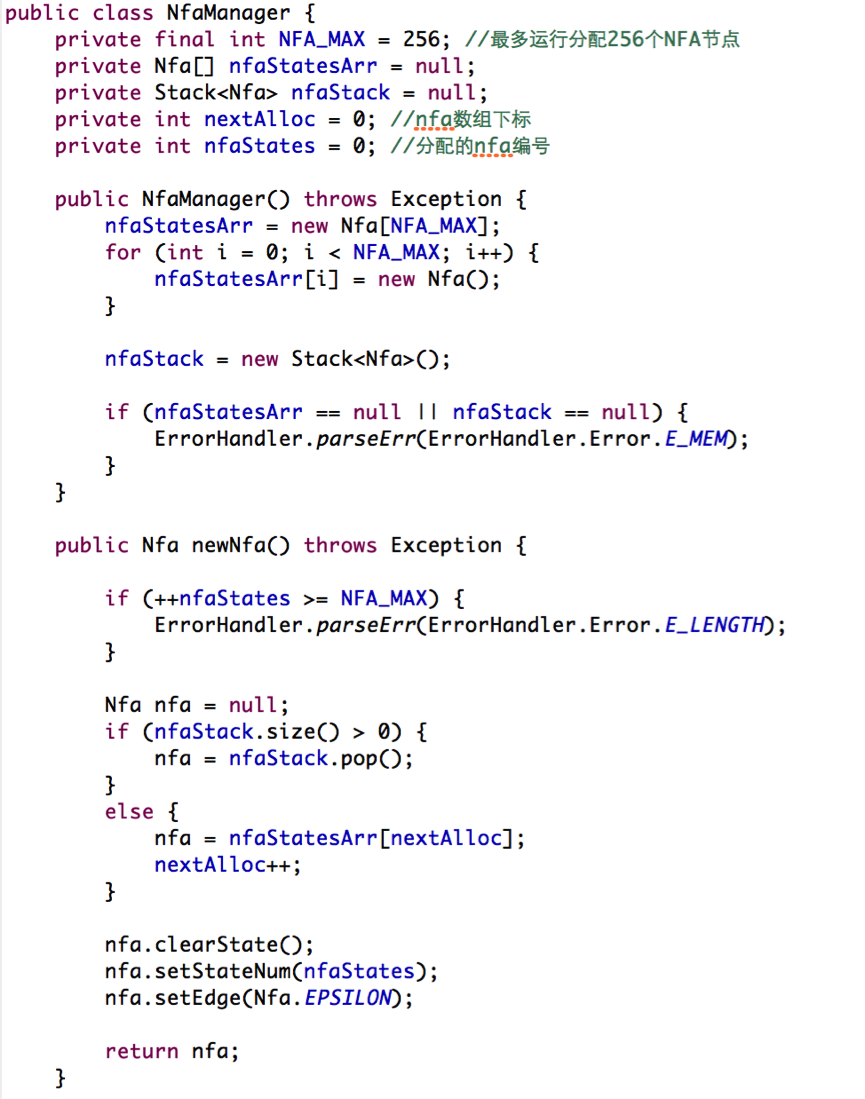 public class NfaManager {
    private final int NFA_MAX = 256; //最多运行分配256个NFA节点
    private Nfa[] nfaStatesArr = null;
    private Stack<Nfa> nfaStack = null;
    private int nextAlloc = 0; //nfa数组下标
    private int nfaStates = 0; //分配的nfa编号

    public NfaManager() throws Exception {
        nfaStatesArr = new Nfa[NFA_MAX];
        for (int i = 0; i < NFA_MAX; i++) {
            nfaStatesArr[i] = new Nfa();
        }

        nfaStack = new Stack<Nfa>();

        if (nfaStatesArr == null || nfaStack == null) {
            ErrorHandler.parseErr(ErrorHandler.Error.E_MEM);
        }
    }

    public Nfa newNfa() throws Exception {

        if (++nfaStates >= NFA_MAX) {
            ErrorHandler.parseErr(ErrorHandler.Error.E_LENGTH);
        }

        Nfa nfa = null;
        if (nfaStack.size() > 0) {
            nfa = nfaStack.pop();
        }
        else {
            nfa = nfaStatesArr[nextAlloc];
            nextAlloc++;
        }

        nfa.clearState();
        nfa.setStateNum(nfaStates);
        nfa.setEdge(Nfa.EPSILON);

        return nfa;
    }